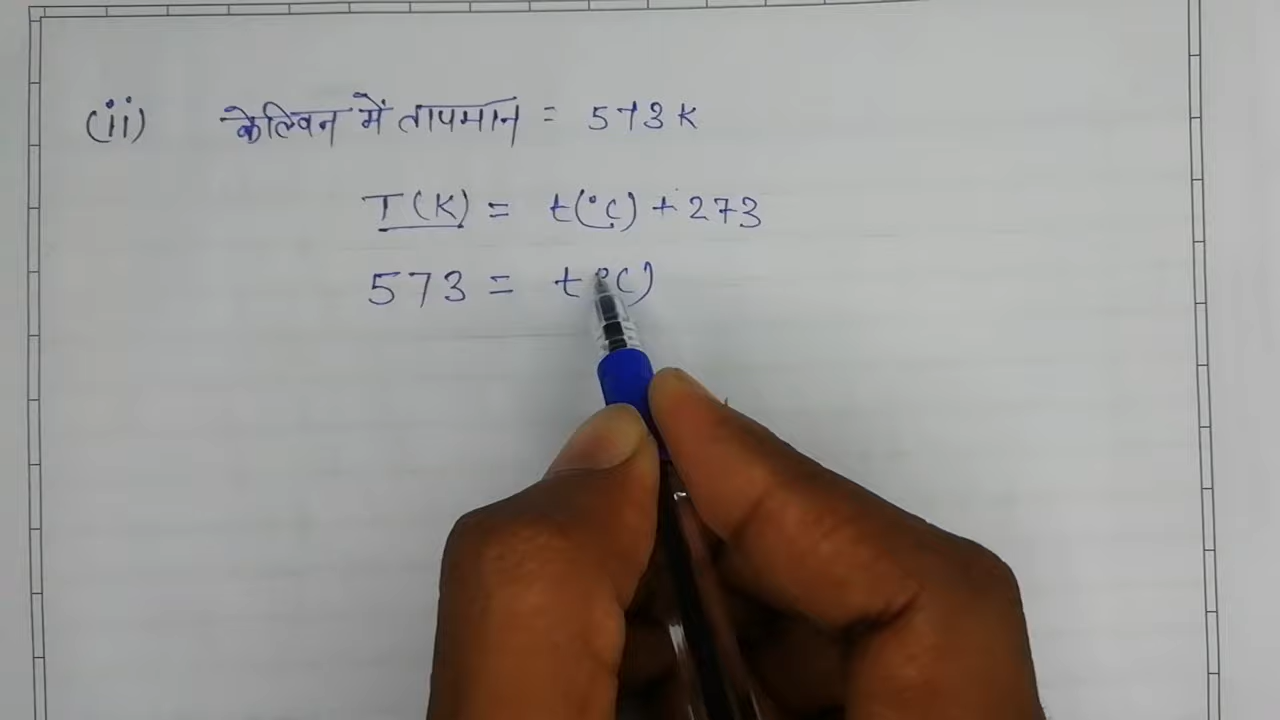 (ii) केल्विन में तापमान = 573 K
T(K) = t(°C) + 273
573 = t(°C)